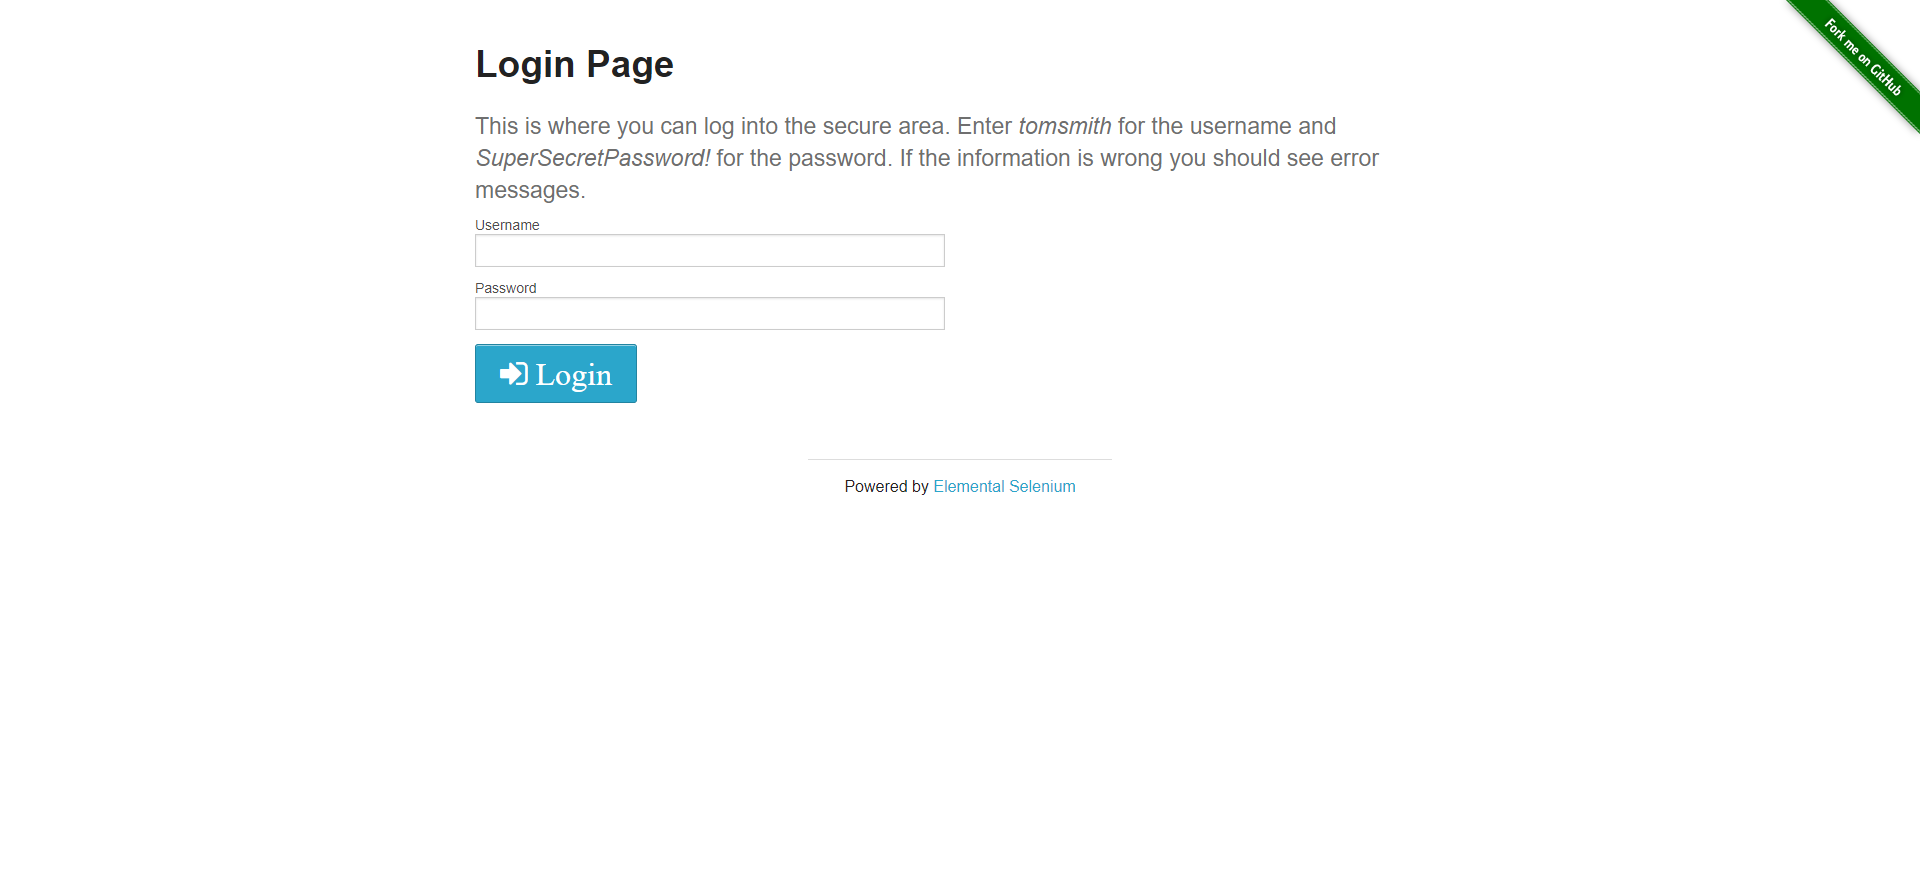 Login Page
Fork me on GitHub
This is where you can log into the secure area. Enter tomsmith for the username and
SuperSecretPassword! for the password. If the information is wrong you should see error
messages.
Username
Password
Login
Powered by Elemental Selenium